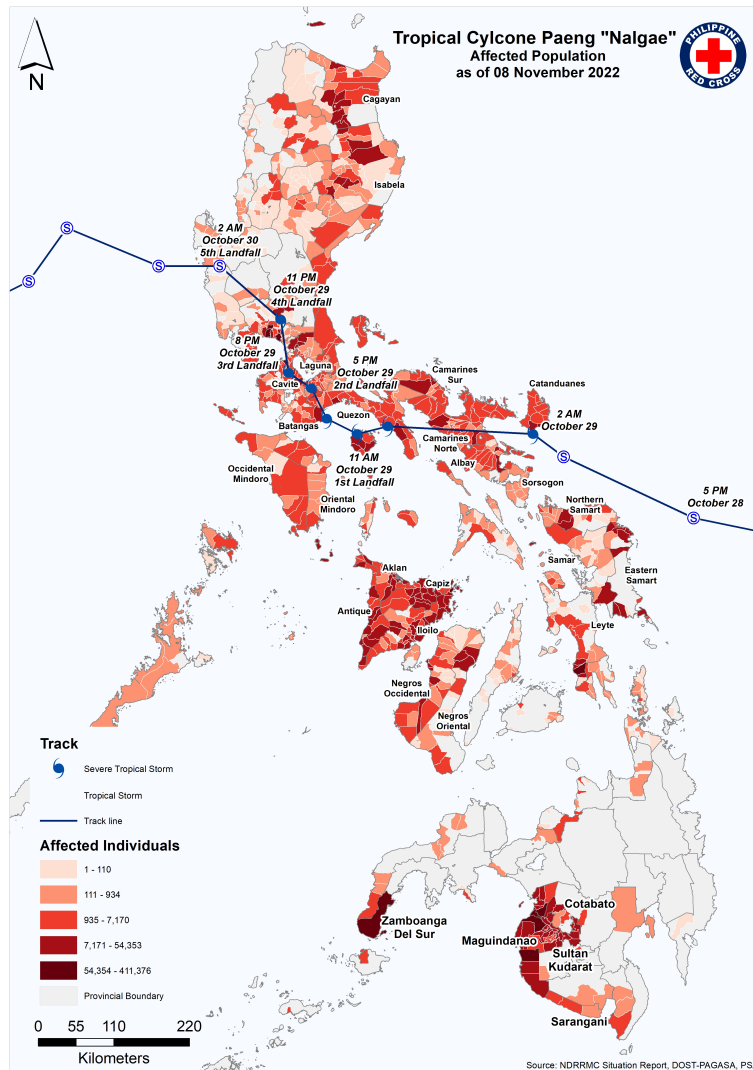 Tropical Cylcone Paeng "Nalgae"
Affected Population
as of 08 November 2022
PHILIPPINE
RED CROSS
N
Cagayan
Isabela
2 AM
October 30
5th Landfall
S
S
S
S
11 PM
October 29
4th Landfall
8 PM
October 29
3rd Landfall
Laguna
Cavite
5 PM
October 29
2nd Landfall
Camarines
Sur
Catanduanes
Quezon
Batangas
2 AM
October 29
Camarines
Norte
11 AM
October 29
1st Landfall
Albay
S
Occidental
Mindoro
Oriental
Mindoro
Sorsogon
5 PM
October 28
S
Northern
Samart
Samar
Eastern
Samart
Aklan
Capiz
Antique
Iloilo
Leyte
Negros
Occidental
Negros
Oriental
Track
Severe Tropical Storm
Tropical Storm
Track line
Affected Individuals
1 - 110
111 - 934
935 - 7,170
7,171 - 54,353
54,354 - 411,376
Provincial Boundary
Zamboanga
Del Sur
Cotabato
Maguindanao
Sultan
Kudarat
Sarangani
0 55 110 220
Kilometers
Source: NDRRMC Situation Report, DOST-PAGASA, PS